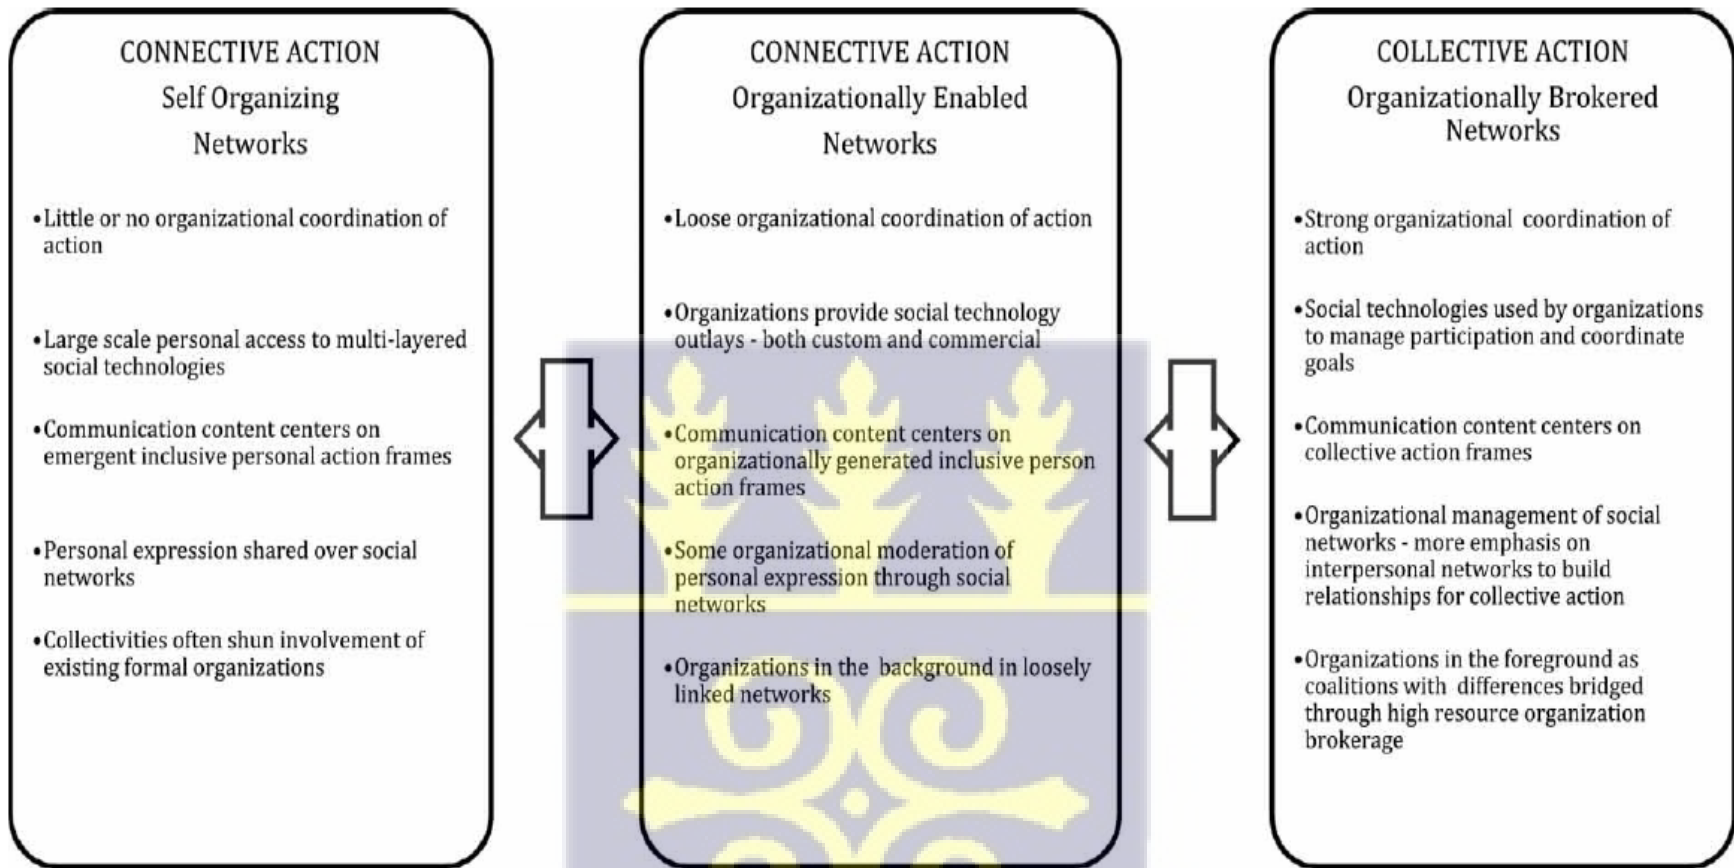 CONNECTIVE ACTION
Self Organizing
Networks
•Little or no organizational coordination of
action
•Large scale personal access to multi-layered
social technologies
•Communication content centers on
emergent inclusive personal action frames
•Personal expression shared over social
networks
•Collectivities often shun involvement of
existing formal organizations
CONNECTIVE ACTION
Organizationally Enabled
Networks
•Loose organizational coordination of action
•Organizations provide social technology
outlays - both custom and commercial
•Communication content centers on
organizationally generated inclusive person
action frames
•Some organizational moderation of
personal expression through social
networks
•Organizations in the background in loosely
linked networks
COLLECTIVE ACTION
Organizationally Brokered
Networks
•Strong organizational coordination of
action
•Social technologies used by organizations
to manage participation and coordinate
goals
•Communication content centers on
collective action frames
•Organizational management of social
networks - more emphasis on
interpersonal networks to build
relationships for collective action
•Organizations in the foreground as
coalitions with differences bridged
through high resource organization
brokerage